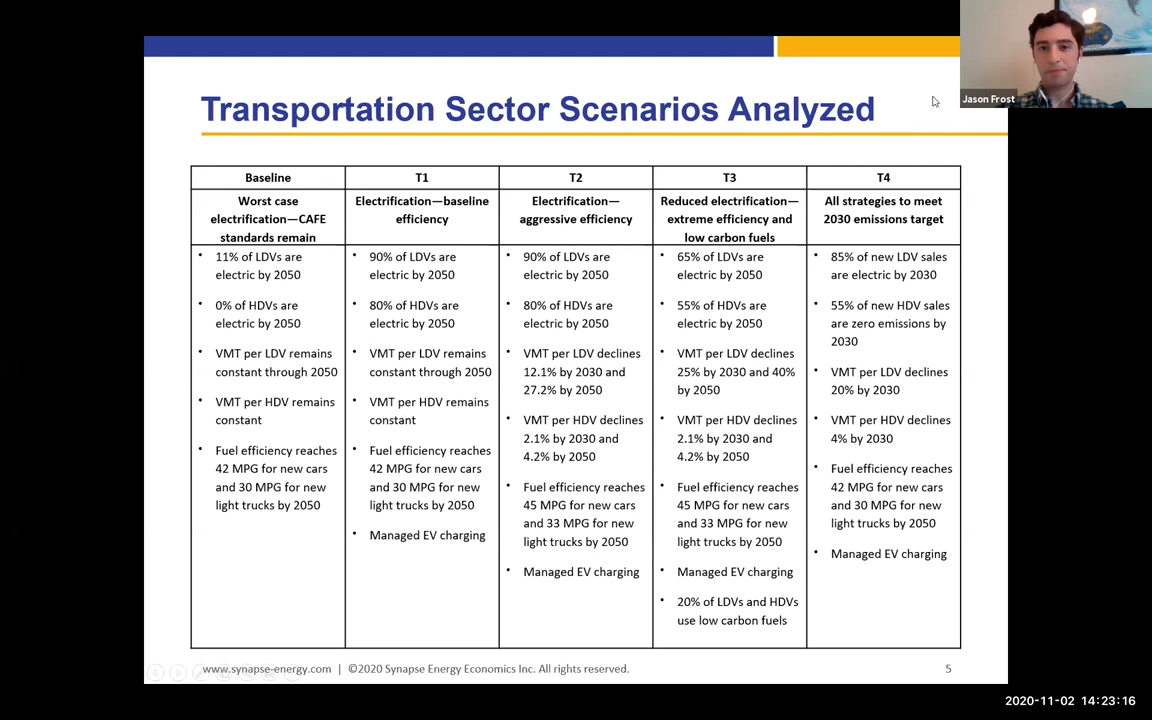 Transportation Sector Scenarios Analyzed
Jason Frost
Baseline
Worst case
electrification—CAFE
standards remain
• 11% of LDVs are
electric by 2050
• 0% of HDVs are
electric by 2050
• VMT per LDV remains
constant through 2050
• VMT per HDV remains
constant
• Fuel efficiency reaches
42 MPG for new cars
and 30 MPG for new
light trucks by 2050
T1
Electrification—baseline
efficiency
• 90% of LDVs are
electric by 2050
• 80% of HDVs are
electric by 2050
• VMT per LDV remains
constant through 2050
• VMT per HDV remains
constant
• Fuel efficiency reaches
42 MPG for new cars
and 30 MPG for new
light trucks by 2050
• Managed EV charging
T2
Electrification—
aggressive efficiency
• 90% of LDVs are
electric by 2050
• 80% of HDVs are
electric by 2050
• VMT per LDV declines
12.1% by 2030 and
27.2% by 2050
• VMT per HDV declines
2.1% by 2030 and
4.2% by 2050
• Fuel efficiency reaches
45 MPG for new cars
and 33 MPG for new
light trucks by 2050
• Managed EV charging
T3
Reduced electrification—
extreme efficiency and
low carbon fuels
• 65% of LDVs are
electric by 2050
• 55% of HDVs are
electric by 2050
• VMT per LDV declines
25% by 2030 and 40%
by 2050
• VMT per HDV declines
2.1% by 2030 and
4.2% by 2050
• Fuel efficiency reaches
45 MPG for new cars
and 33 MPG for new
light trucks by 2050
• Managed EV charging
• 20% of LDVs and HDVs
use low carbon fuels
T4
All strategies to meet
2030 emissions target
• 85% of new LDV sales
are electric by 2030
• 55% of new HDV sales
are zero emissions by
2030
• VMT per LDV declines
20% by 2030
• VMT per HDV declines
4% by 2030
• Fuel efficiency reaches
42 MPG for new cars
and 30 MPG for new
light trucks by 2050
• Managed EV charging
www.synapse-energy.com | ©2020 Synapse Energy Economics Inc. All rights reserved.
5
2020-11-02 14:23:16